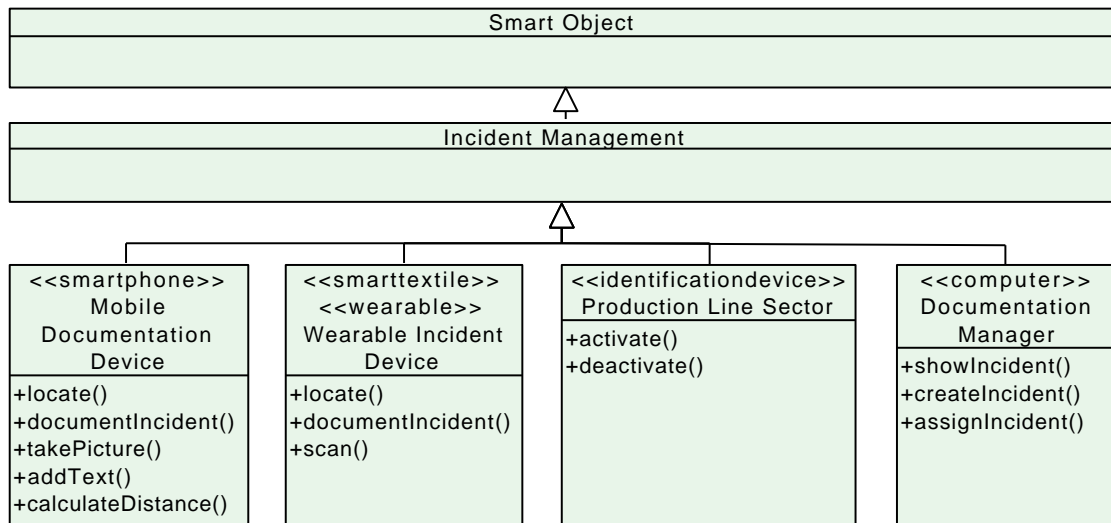 Smart Object
Incident Management
<<smartphone>>
Mobile
Documentation
Device
+locate()
+documentIncident()
+takePicture()
+addText()
+calculateDistance()
<<smarttextile>>
<<wearable>>
Wearable Incident
Device
+locate()
+documentIncident()
+scan()
<<identificationdevice>>
Production Line Sector
+activate()
+deactivate()
<<computer>>
Documentation
Manager
+showIncident()
+createIncident()
+assignIncident()